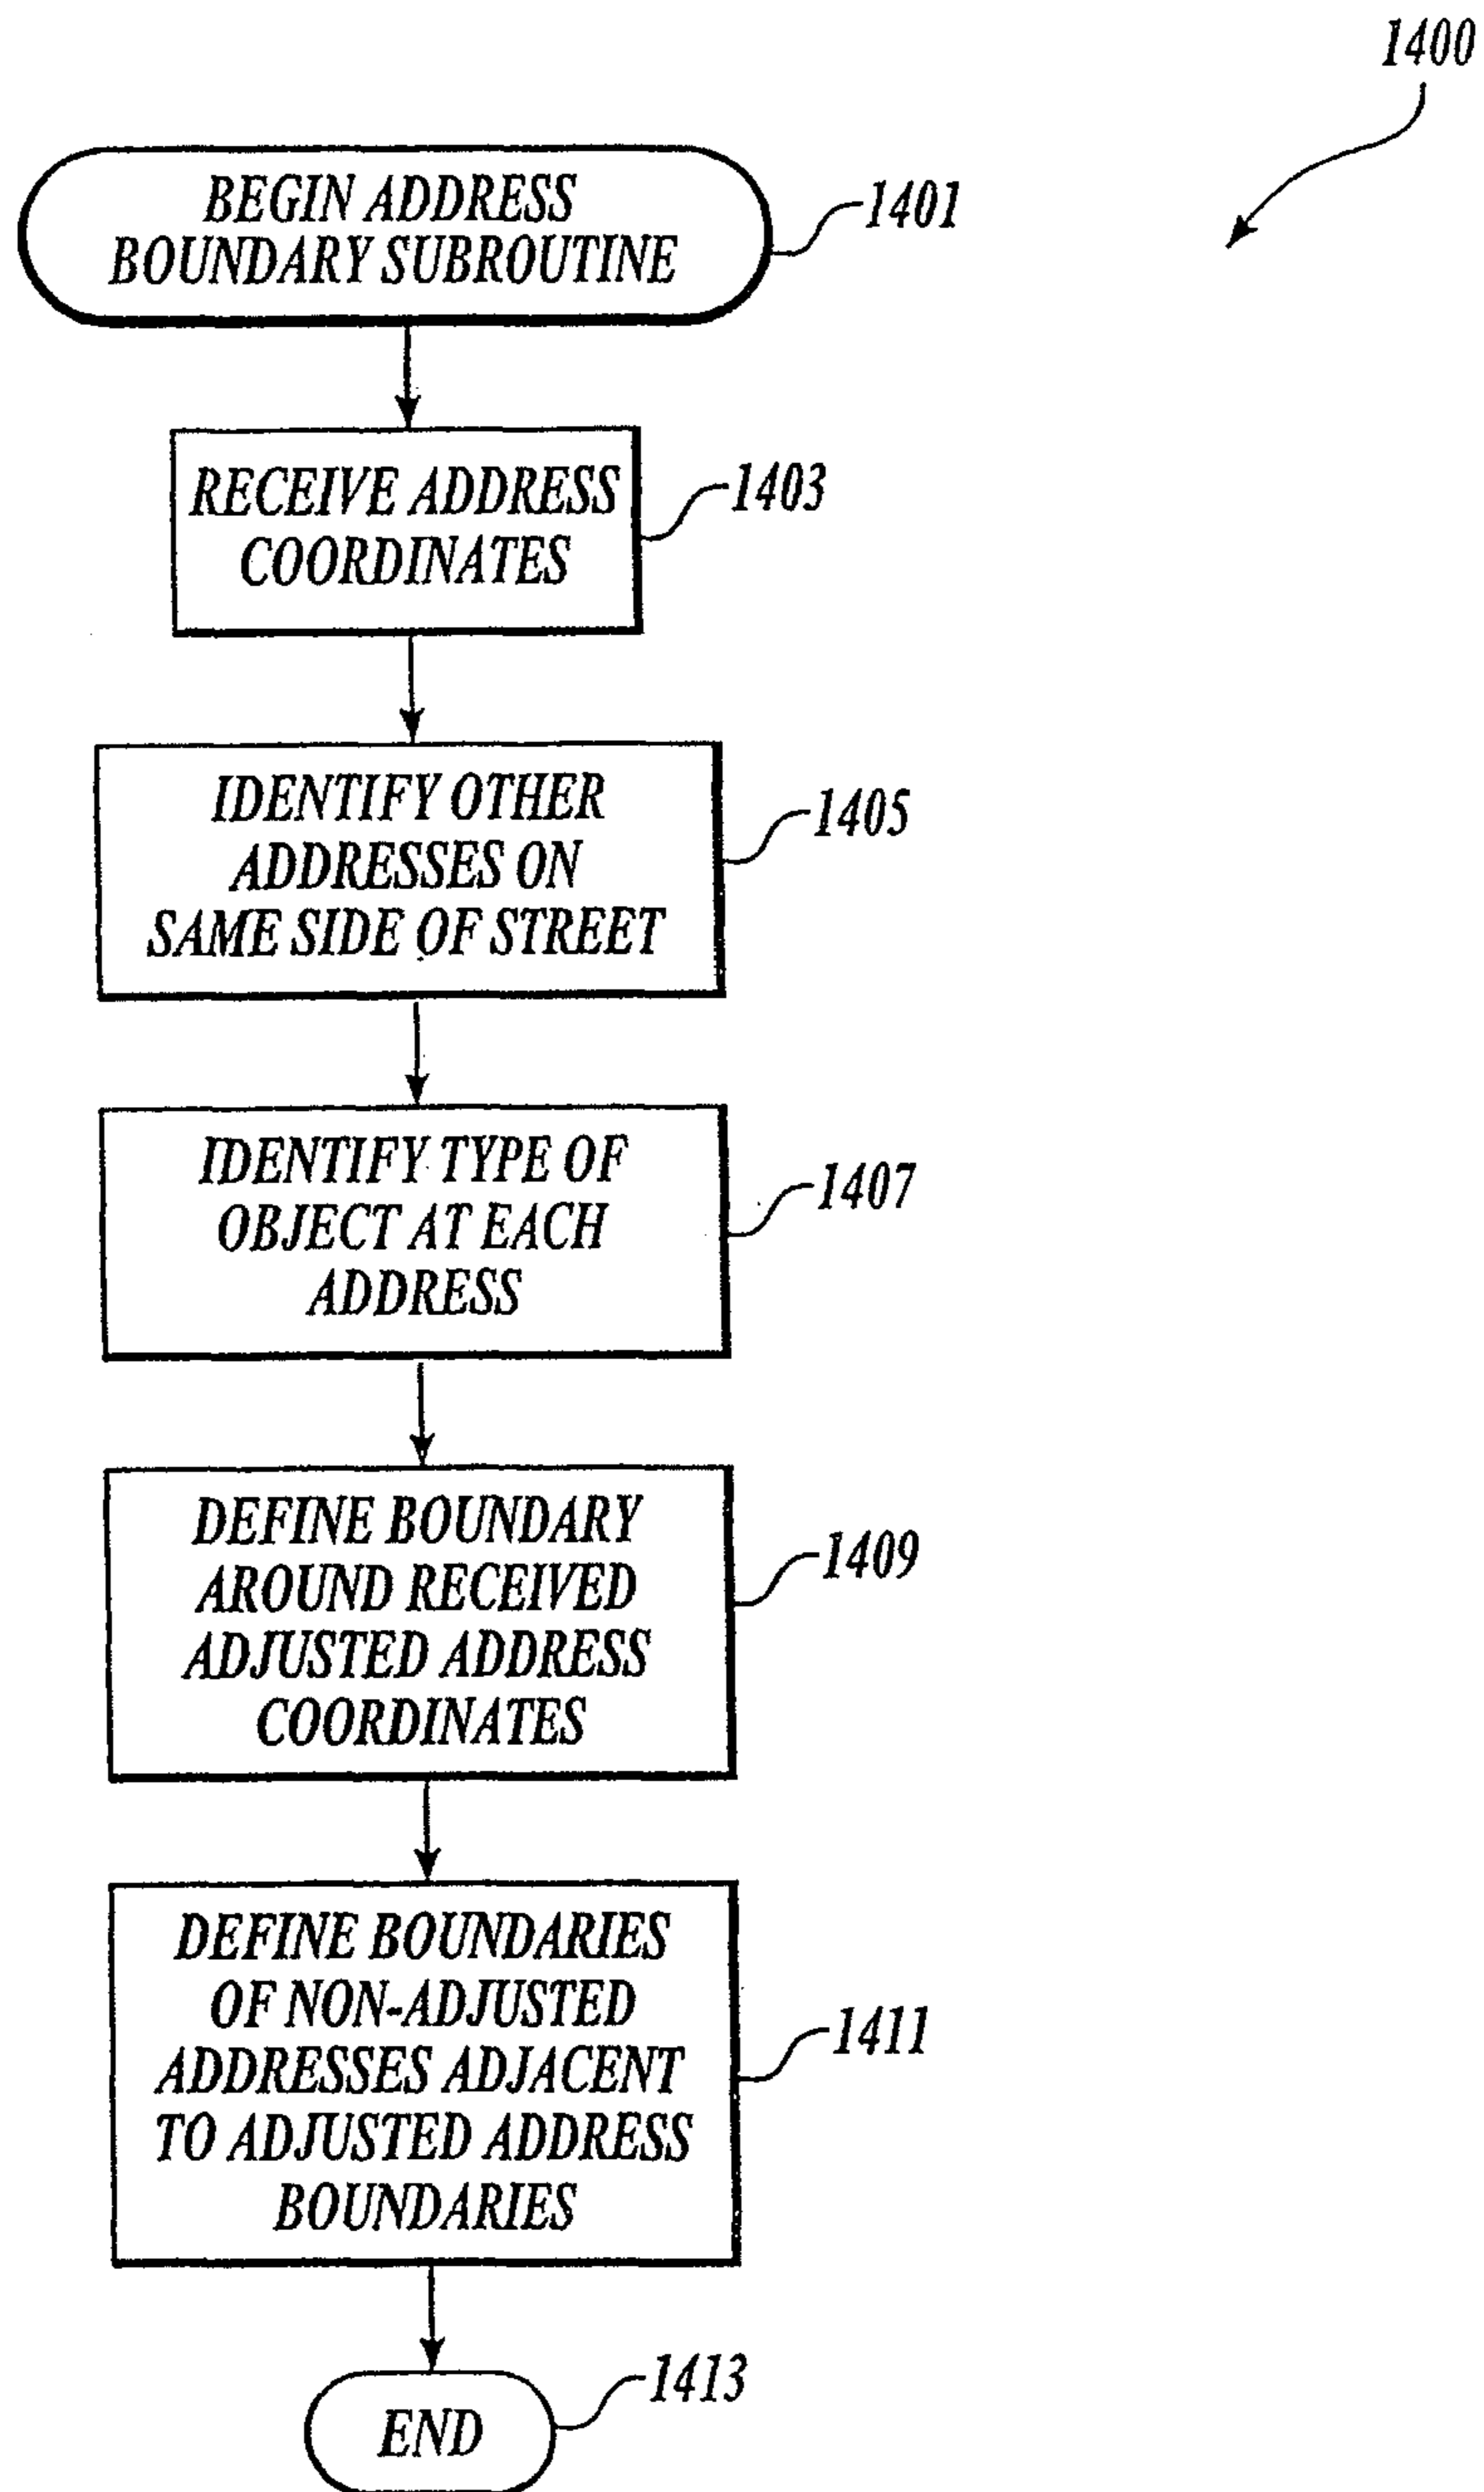 1400
BEGIN ADDRESS
BOUNDARY SUBROUTINE
1401
RECEIVE ADDRESS
COORDINATES
1403
IDENTIFY OTHER
ADDRESSES ON
SAME SIDE OF STREET
1405
IDENTIFY TYPE OF
OBJECT AT EACH
ADDRESS
1407
DEFINE BOUNDARY
AROUND RECEIVED
ADJUSTED ADDRESS
COORDINATES
1409
DEFINE BOUNDARIES
OF NON-ADJUSTED
ADDRESSES ADJACENT
TO ADJUSTED ADDRESS
BOUNDARIES
1411
END
1413